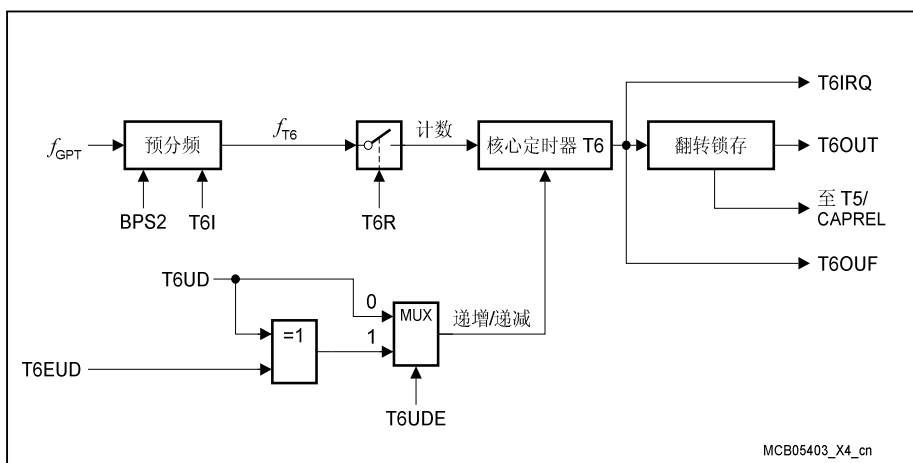 T6IRQ
f_GPT
预分频
f_T6
计数
核心定时器 T6
翻转锁存
T6OUT
BPS2
T6I
T6R
至 T5/
CAPREL
T6OUF
T6UD
0
MUX
递增/递减
=1
1
T6EUD
T6UDE
MCB05403_X4_cn